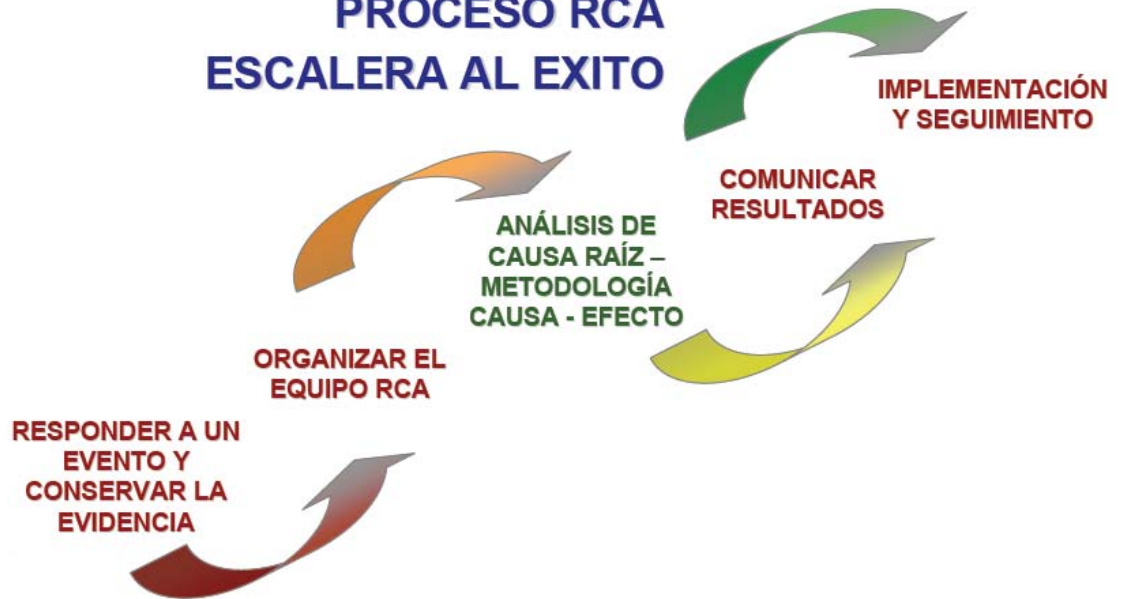 PROCESO RCA
ESCALERA AL EXITO
RESPONDER A UN
EVENTO Y
CONSERVAR LA
EVIDENCIA
ORGANIZAR EL
EQUIPO RCA
ANÁLISIS DE
CAUSA RAÍZ –
METODOLOGÍA
CAUSA - EFECTO
COMUNICAR
RESULTADOS
IMPLEMENTACIÓN
Y SEGUIMIENTO